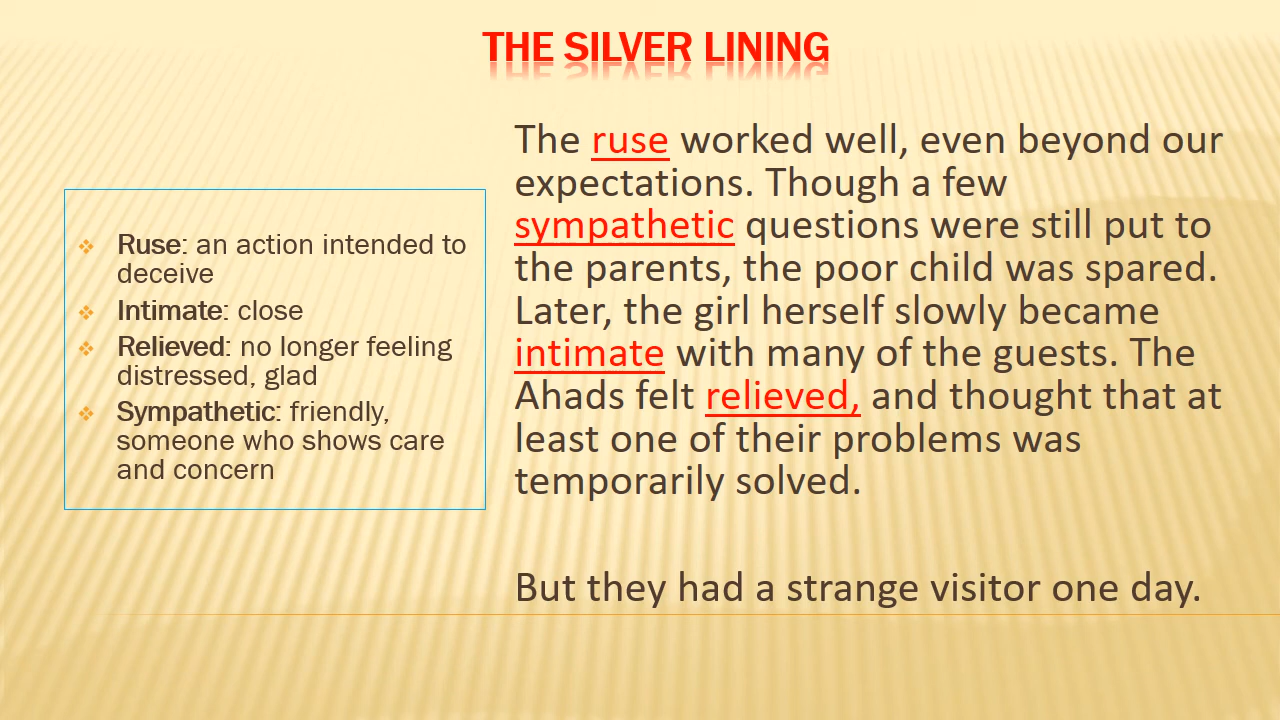 THE SILVER LINING
Ruse: an action intended to
deceive
Intimate: close
Relieved: no longer feeling
distressed, glad
Sympathetic: friendly,
someone who shows care
and concern
The ruse worked well, even beyond our
expectations. Though a few
sympathetic questions were still put to
the parents, the poor child was spared.
Later, the girl herself slowly became
intimate with many of the guests. The
Ahads felt relieved, and thought that at
least one of their problems was
temporarily solved.
But they had a strange visitor one day.